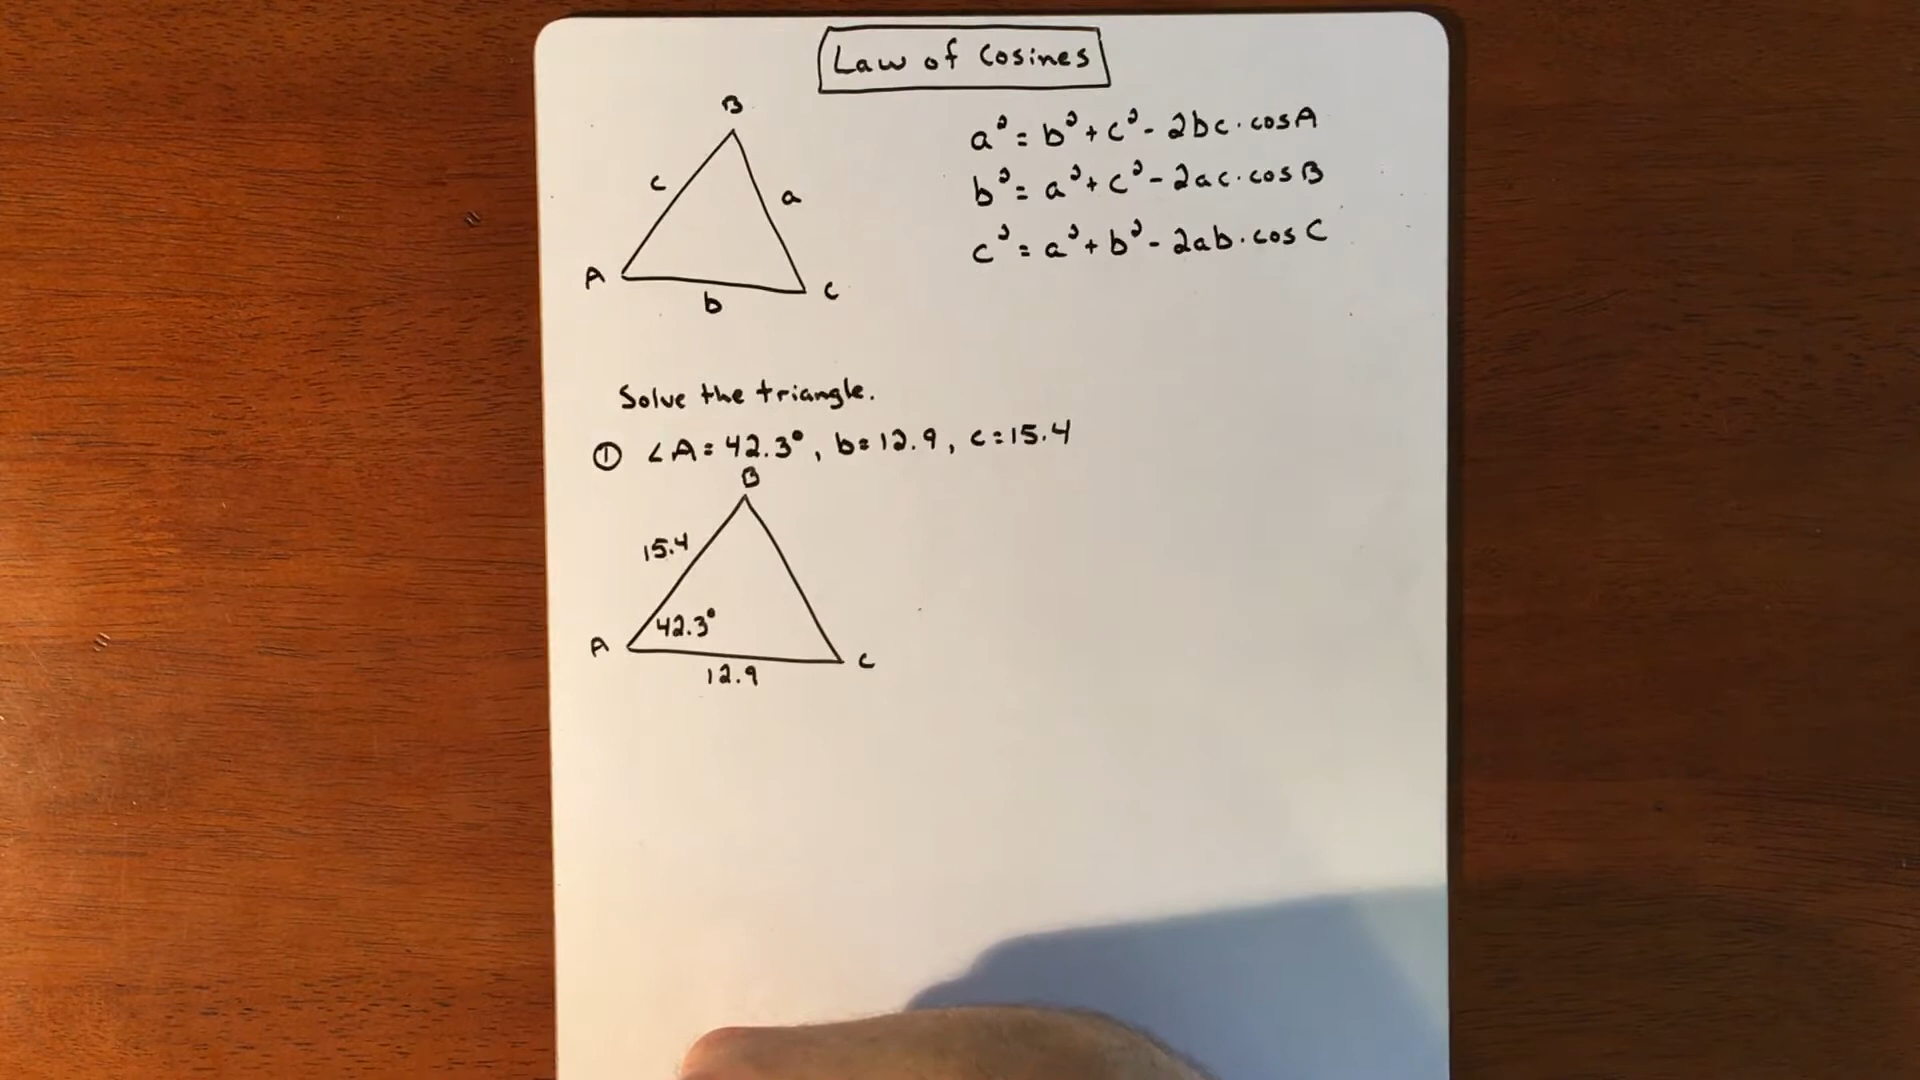 Law of Cosines
B
c
a
A
b
C
a² = b² + c² - 2bc · cos A
b² = a² + c² - 2ac · cos B
c² = a² + b² - 2ab · cos C
Solve the triangle.
① ∠A = 42.3°, b = 12.9, c = 15.4
B
15.4
42.3°
A
12.9
C